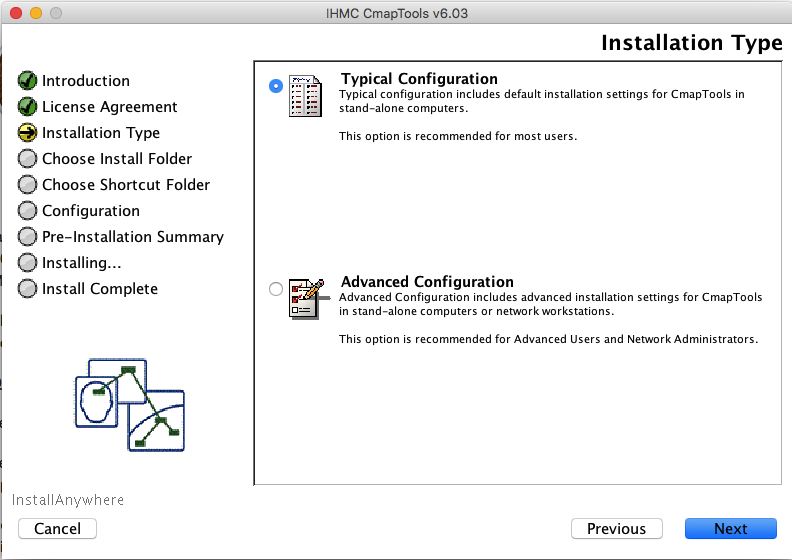 IHMC CmapTools v6.03
Installation Type
Introduction
License Agreement
Installation Type
Choose Install Folder
Choose Shortcut Folder
Configuration
Pre-Installation Summary
Installing...
Install Complete
Typical Configuration
Typical configuration includes default installation settings for CmapTools in
stand-alone computers.
This option is recommended for most users.
Advanced Configuration
Advanced Configuration includes advanced installation settings for CmapTools
in stand-alone computers or network workstations.
This option is recommended for Advanced Users and Network Administrators.
InstallAnywhere
Cancel
Previous
Next